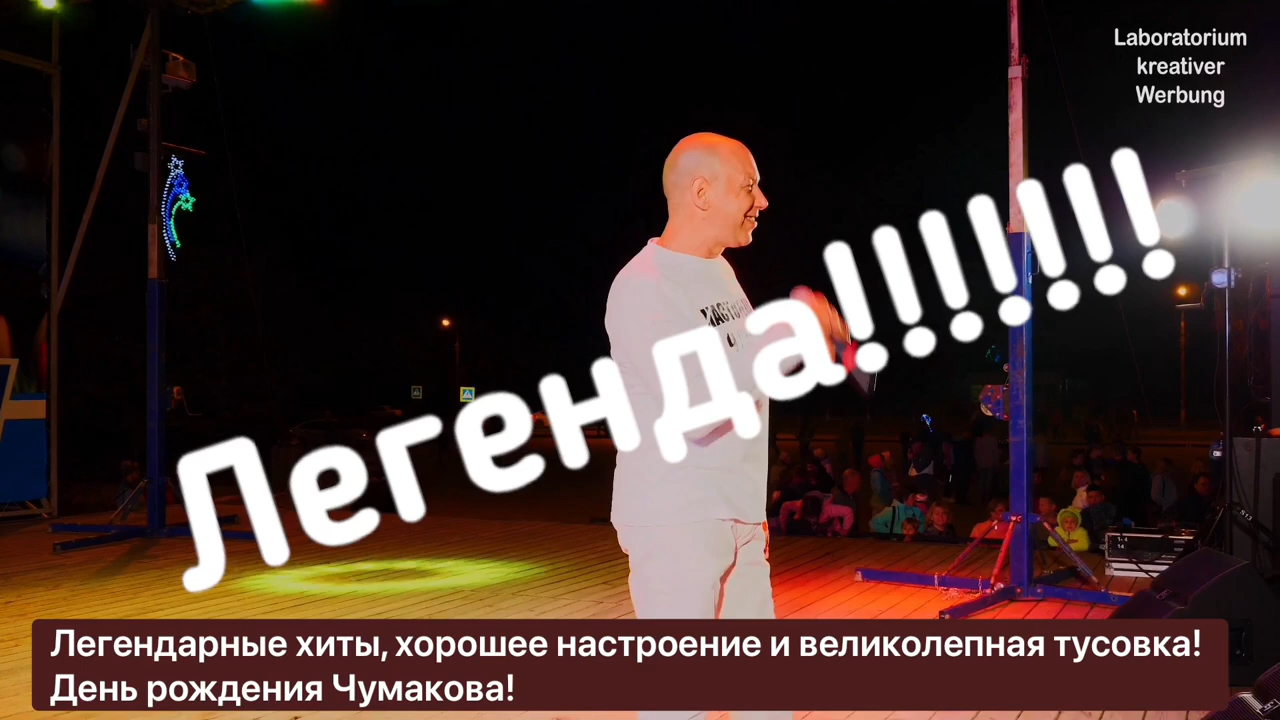 Laboratorium
kreativer
Werbung
Легенда!!!!!!!
Легендарные хиты, хорошее настроение и великолепная тусовка!
День рождения Чумакова!